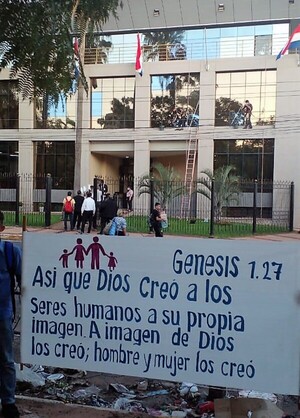 Genesis 1.27
Asi que Dios creó a los
Seres humanos a su propia
imagen. A imagen de Dios
los creó; hombre y mujer los creó